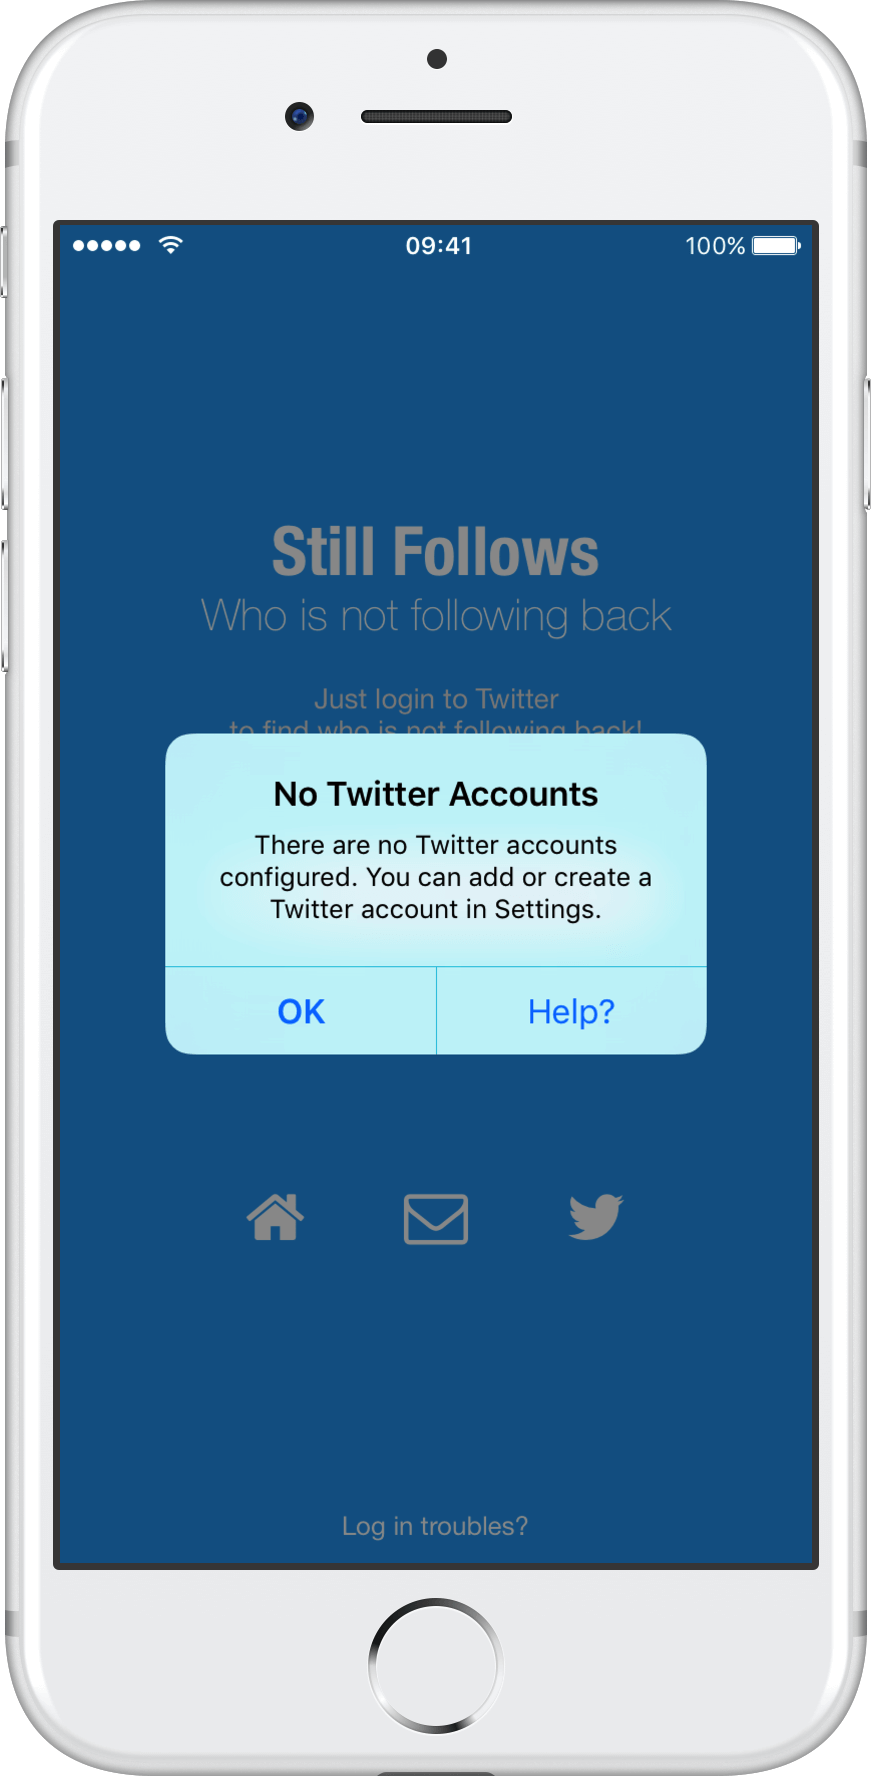 09:41
100%
Still Follows
Who is not following back
Just login to Twitter
to find who is not following back!
No Twitter Accounts
There are no Twitter accounts
configured. You can add or create a
Twitter account in Settings.
OK
Help?
Log in troubles?